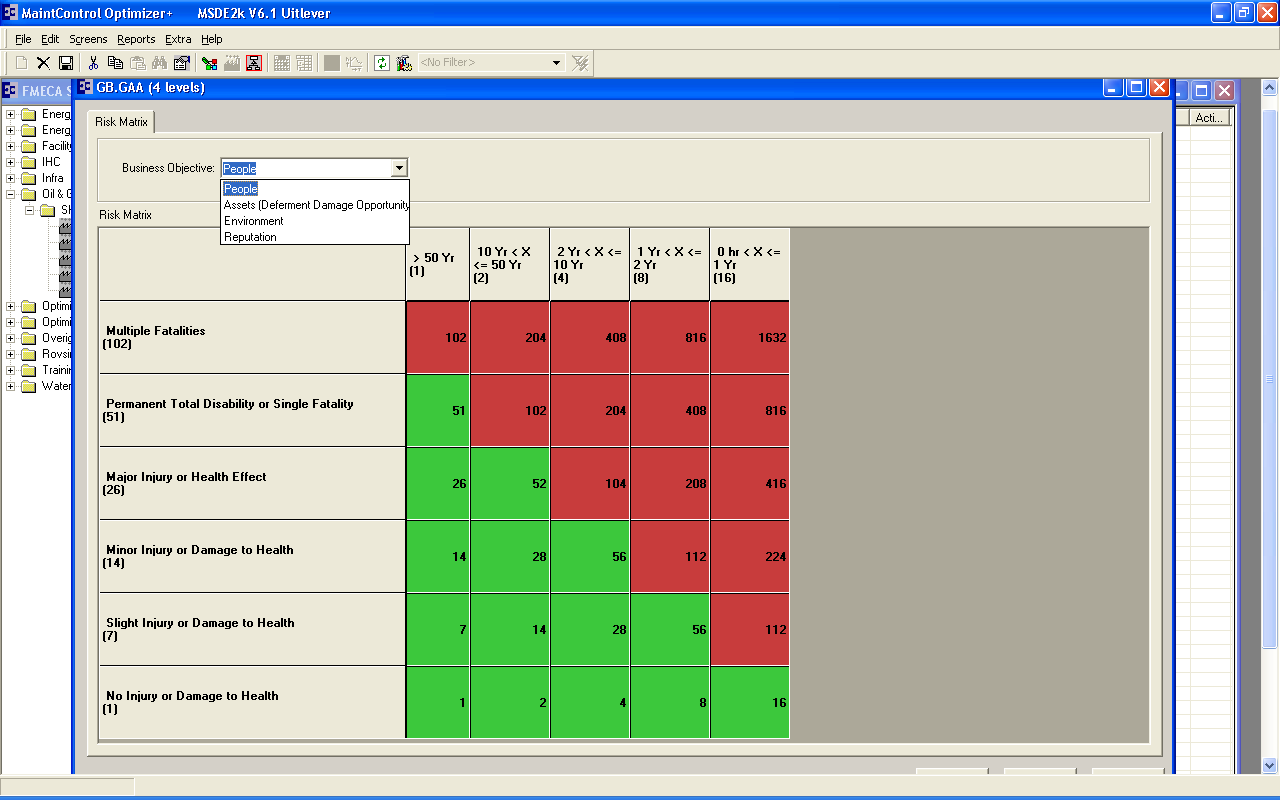 MaintControl Optimizer+ MSDE2k V6.1 Uitlever
File Edit Screens Reports Extra Help
<No Filter>
FMECA S
GB.GAA (4 levels)
Energ
Energ
Facility
IHC
Infra
Oil & G
Optimi
Optimi
Overig
Rovsin
Trainin
Water
Acti...
Risk Matrix
Business Objective: People
People
Assets (Deferment Damage Opportunity
Environment
Reputation
Risk Matrix
> 50 Yr
(1)
10 Yr < X
<= 50 Yr
(2)
2 Yr < X <=
10 Yr
(4)
1 Yr < X <=
2 Yr
(8)
0 hr < X <=
1 Yr
(16)
Multiple Fatalities
(102)
102 204 408 816 1632
Permanent Total Disability or Single Fatality
(51)
51 102 204 408 816
Major Injury or Health Effect
(26)
26 52 104 208 416
Minor Injury or Damage to Health
(14)
14 28 56 112 224
Slight Injury or Damage to Health
(7)
7 14 28 56 112
No Injury or Damage to Health
(1)
1 2 4 8 16